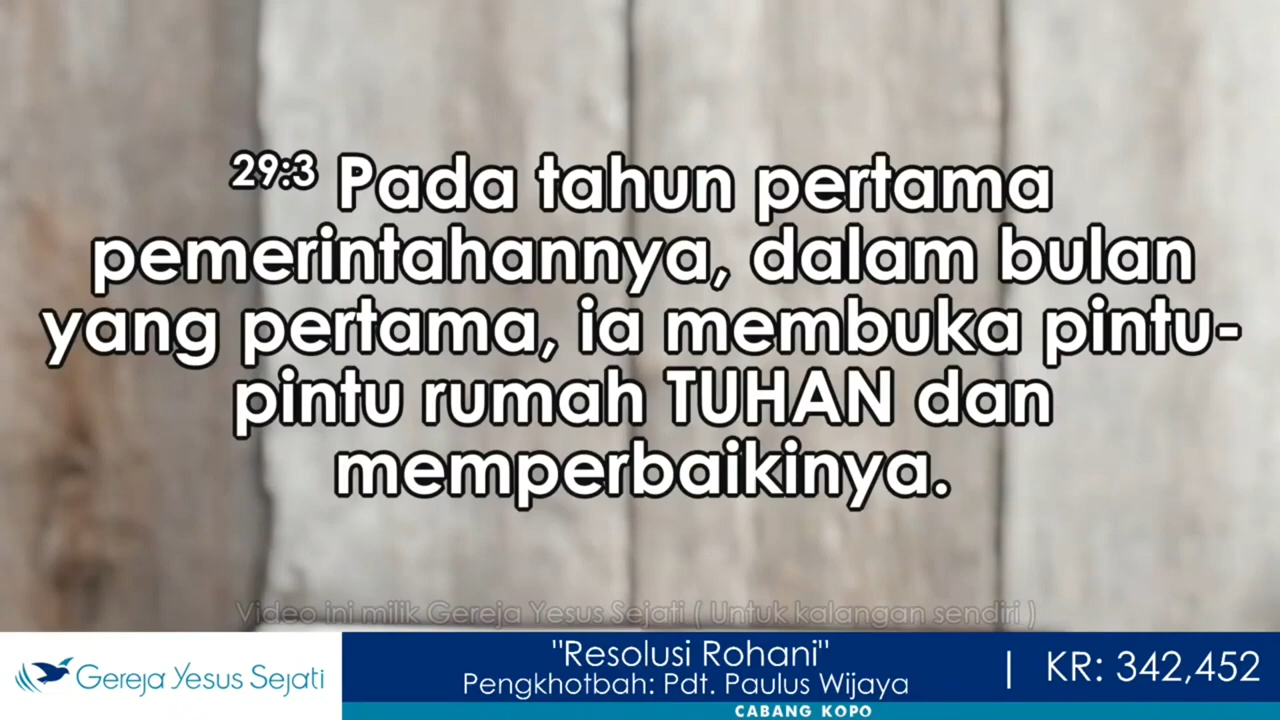 29:3 Pada tahun pertama
pemerintahannya, dalam bulan
yang pertama, ia membuka pintu-
pintu rumah TUHAN dan
memperbaikinya.
Video ini milik Gereja Yesus Sejati ( Untuk kalangan sendiri )
Gereja Yesus Sejati
"Resolusi Rohani"
Pengkhotbah: Pdt. Paulus Wijaya
| KR: 342,452
CABANG KOPO